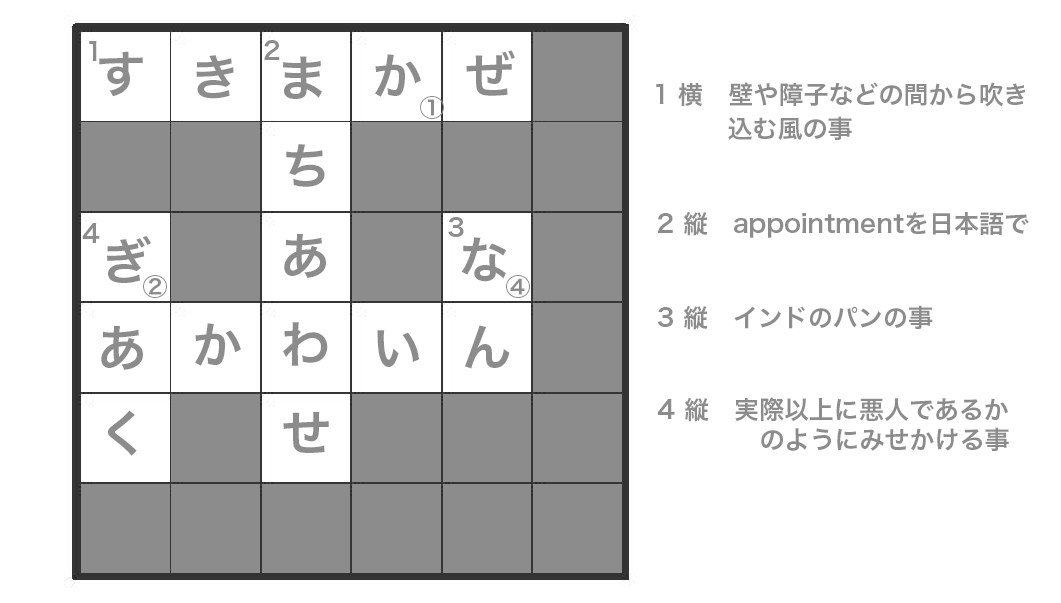 1 す き 2 ま か ① ぜ
ち
4 ぎ ② あ 3 な ④
あ か わ い ん
く せ
1 横 壁や障子などの間から吹き
込む風の事
2 縦 appointmentを日本語で
3 縦 インドのパンの事
4 縦 実際以上に悪人であるか
のようにみせかける事